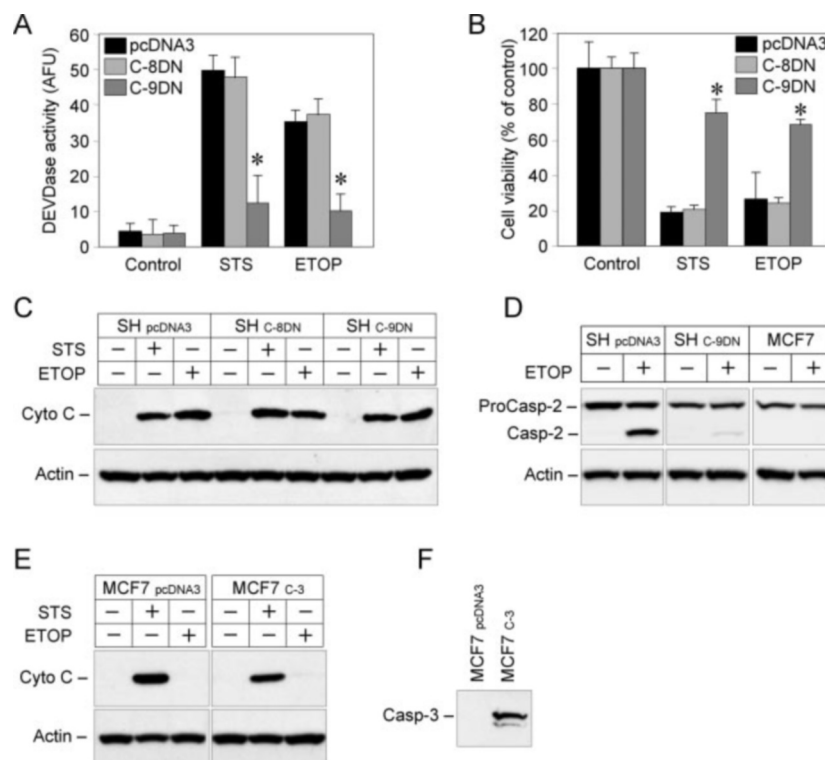 A
DEVDase activity (AFU)
60
50
40
30
20
10
0
pcDNA3
C-8DN
C-9DN
*
*
Control STS ETOP
B
Cell viability (% of control)
120
100
80
60
40
20
0
pcDNA3
C-8DN
C-9DN
*
*
Control STS ETOP
C
SH pcDNA3 SH C-8DN SH C-9DN
STS − + − − + − − + −
ETOP − − + − − + − − +
Cyto C –
Actin –
D
SH pcDNA3 SH C-9DN MCF7
ETOP − + − + − +
ProCasp-2 –
Casp-2 –
Actin –
E
MCF7 pcDNA3 MCF7 C-3
STS − + − − + −
ETOP − − + − − +
Cyto C –
Actin –
F
MCF7 pcDNA3
MCF7 C-3
Casp-3 –